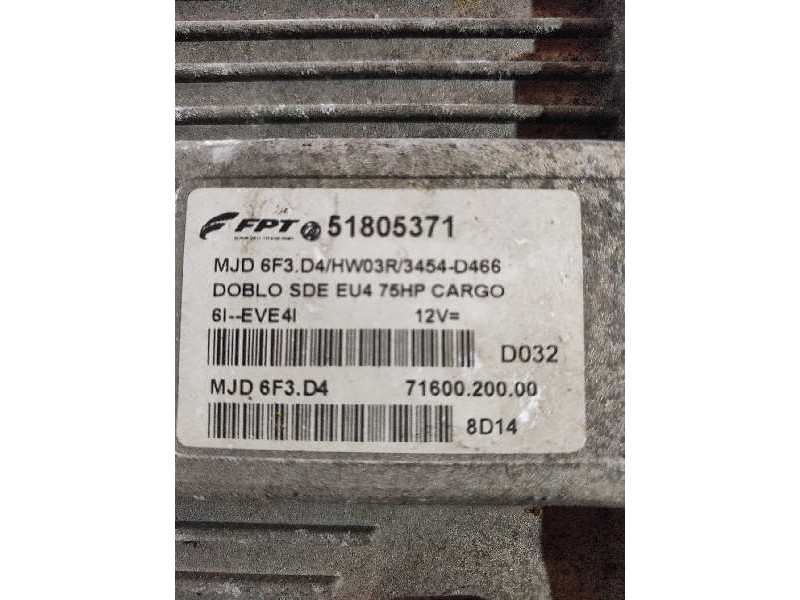 FPT 51805371
MJD 6F3.D4/HW03R/3454-D466
DOBLO SDE EU4 75HP CARGO
6I--EVE4I 12V=
D032
MJD 6F3.D4 71600.200.00
8D14